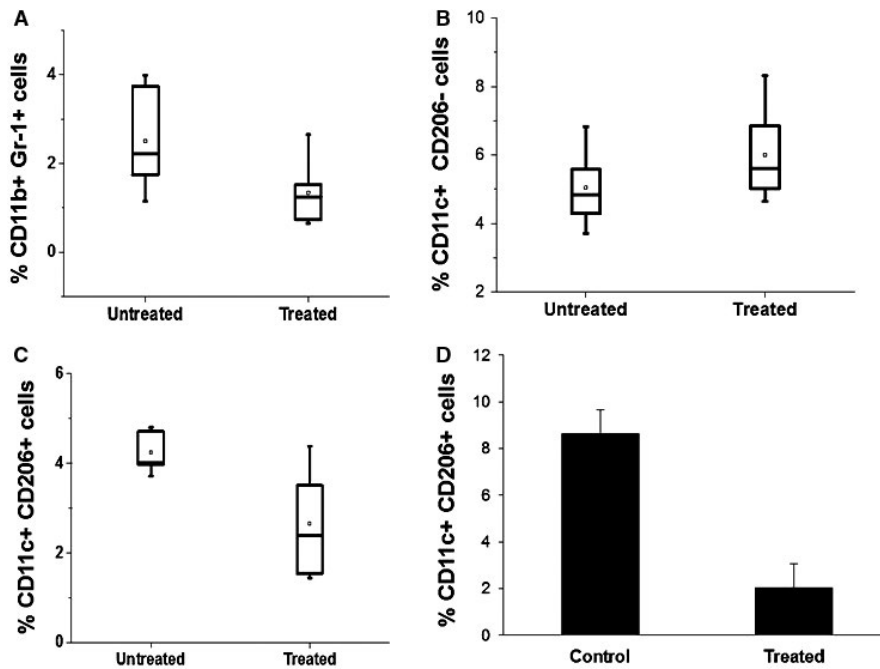 A
% CD11b+ Gr-1+ cells
4
2
0
Untreated
Treated
B
% CD11c+ CD206- cells
10
8
6
4
2
Untreated
Treated
C
% CD11c+ CD206+ cells
6
4
2
0
Untreated
Treated
D
% CD11c+ CD206+ cells
12
10
8
6
4
2
0
Control
Treated